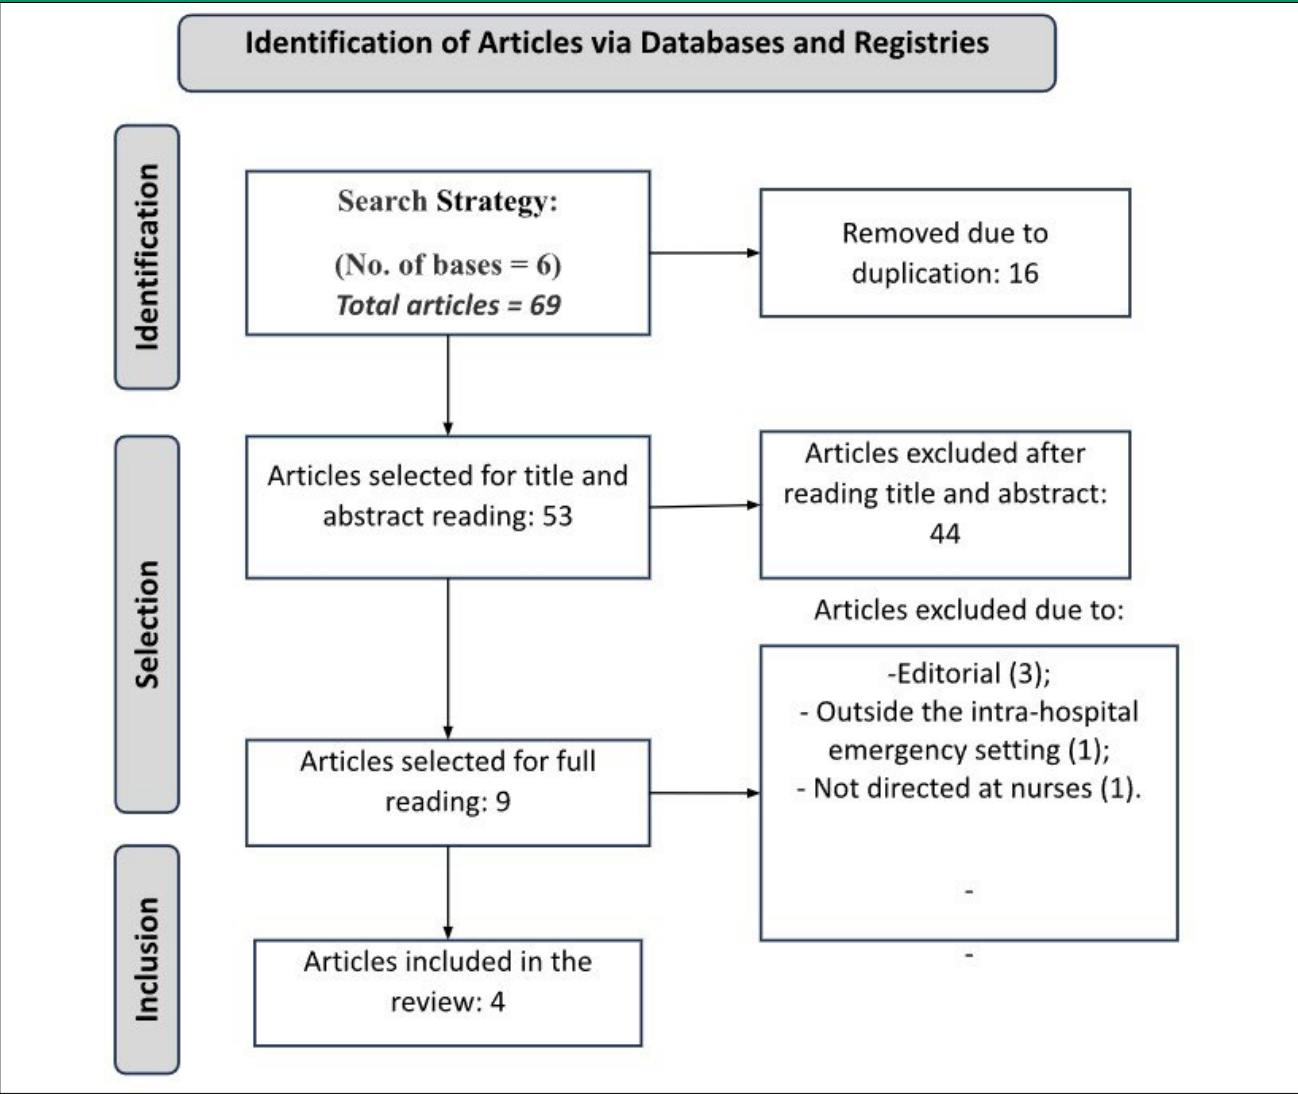 Identification of Articles via Databases and Registries
Identification
Search Strategy:
(No. of bases = 6)
Total articles = 69
Removed due to
duplication: 16
Selection
Articles selected for title and
abstract reading: 53
Articles excluded after
reading title and abstract:
44
Articles excluded due to:
-Editorial (3);
- Outside the intra-hospital
emergency setting (1);
- Not directed at nurses (1).
-
-
Articles selected for full
reading: 9
Inclusion
Articles included in the
review: 4